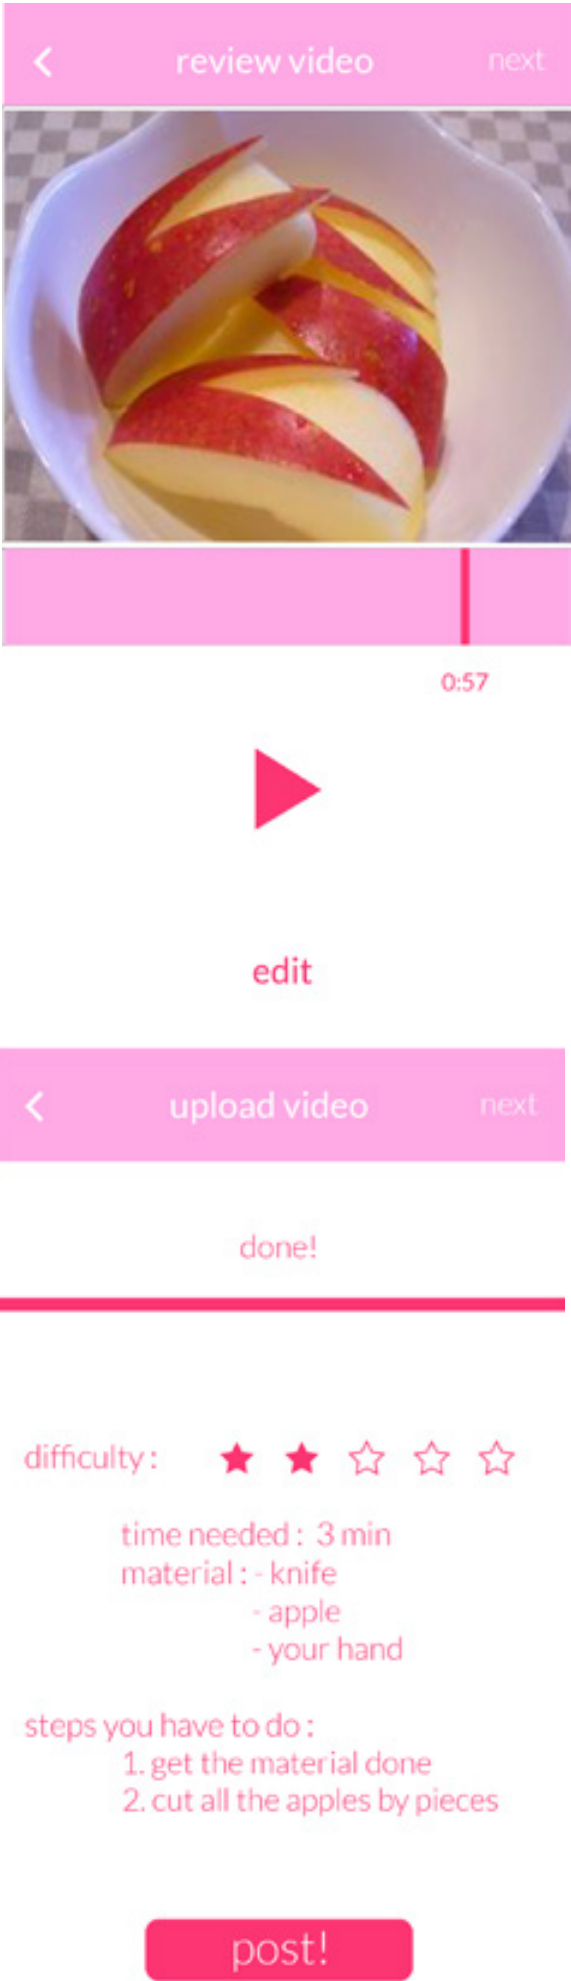 review video next
0:57
edit
upload video next
done!
difficulty :
time needed : 3 min
material : - knife
- apple
- your hand
steps you have to do :
1. get the material done
2. cut all the apples by pieces
post!